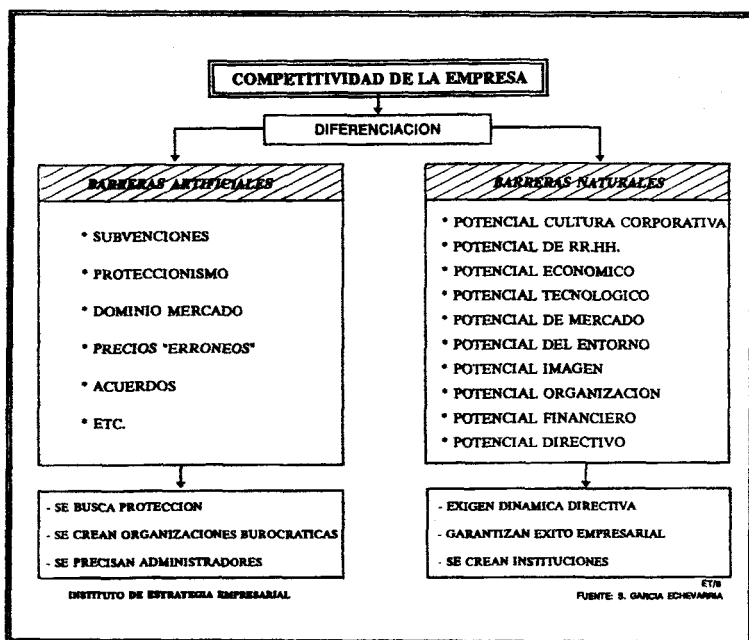 COMPETITIVIDAD DE LA EMPRESA
DIFERENCIACION
BARRERAS ARTIFICIALES
* SUBVENCIONES
* PROTECCIONISMO
* DOMINIO MERCADO
* PRECIOS "ERRONEOS"
* ACUERDOS
* ETC.
- SE BUSCA PROTECCION
- SE CREAN ORGANIZACIONES BUROCRATICAS
- SE PRECISAN ADMINISTRADORES
INSTITUTO DE ESTRATEGIA EMPRESARIAL
BARRERAS NATURALES
* POTENCIAL CULTURA CORPORATIVA
* POTENCIAL DE RR.HH.
* POTENCIAL ECONOMICO
* POTENCIAL TECNOLOGICO
* POTENCIAL DE MERCADO
* POTENCIAL DEL ENTORNO
* POTENCIAL IMAGEN
* POTENCIAL ORGANIZACION
* POTENCIAL FINANCIERO
* POTENCIAL DIRECTIVO
- EXIGEN DINAMICA DIRECTIVA
- GARANTIZAN EXITO EMPRESARIAL
- SE CREAN INSTITUCIONES
FUENTE: S. GARCIA ECHEVARRIA